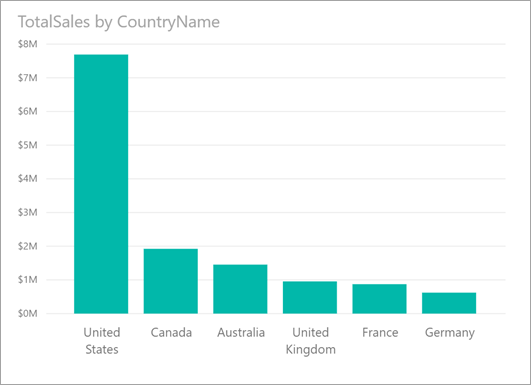 TotalSales by CountryName
$8M
$7M
$6M
$5M
$4M
$3M
$2M
$1M
$0M
United
States
Canada
Australia
United
Kingdom
France
Germany